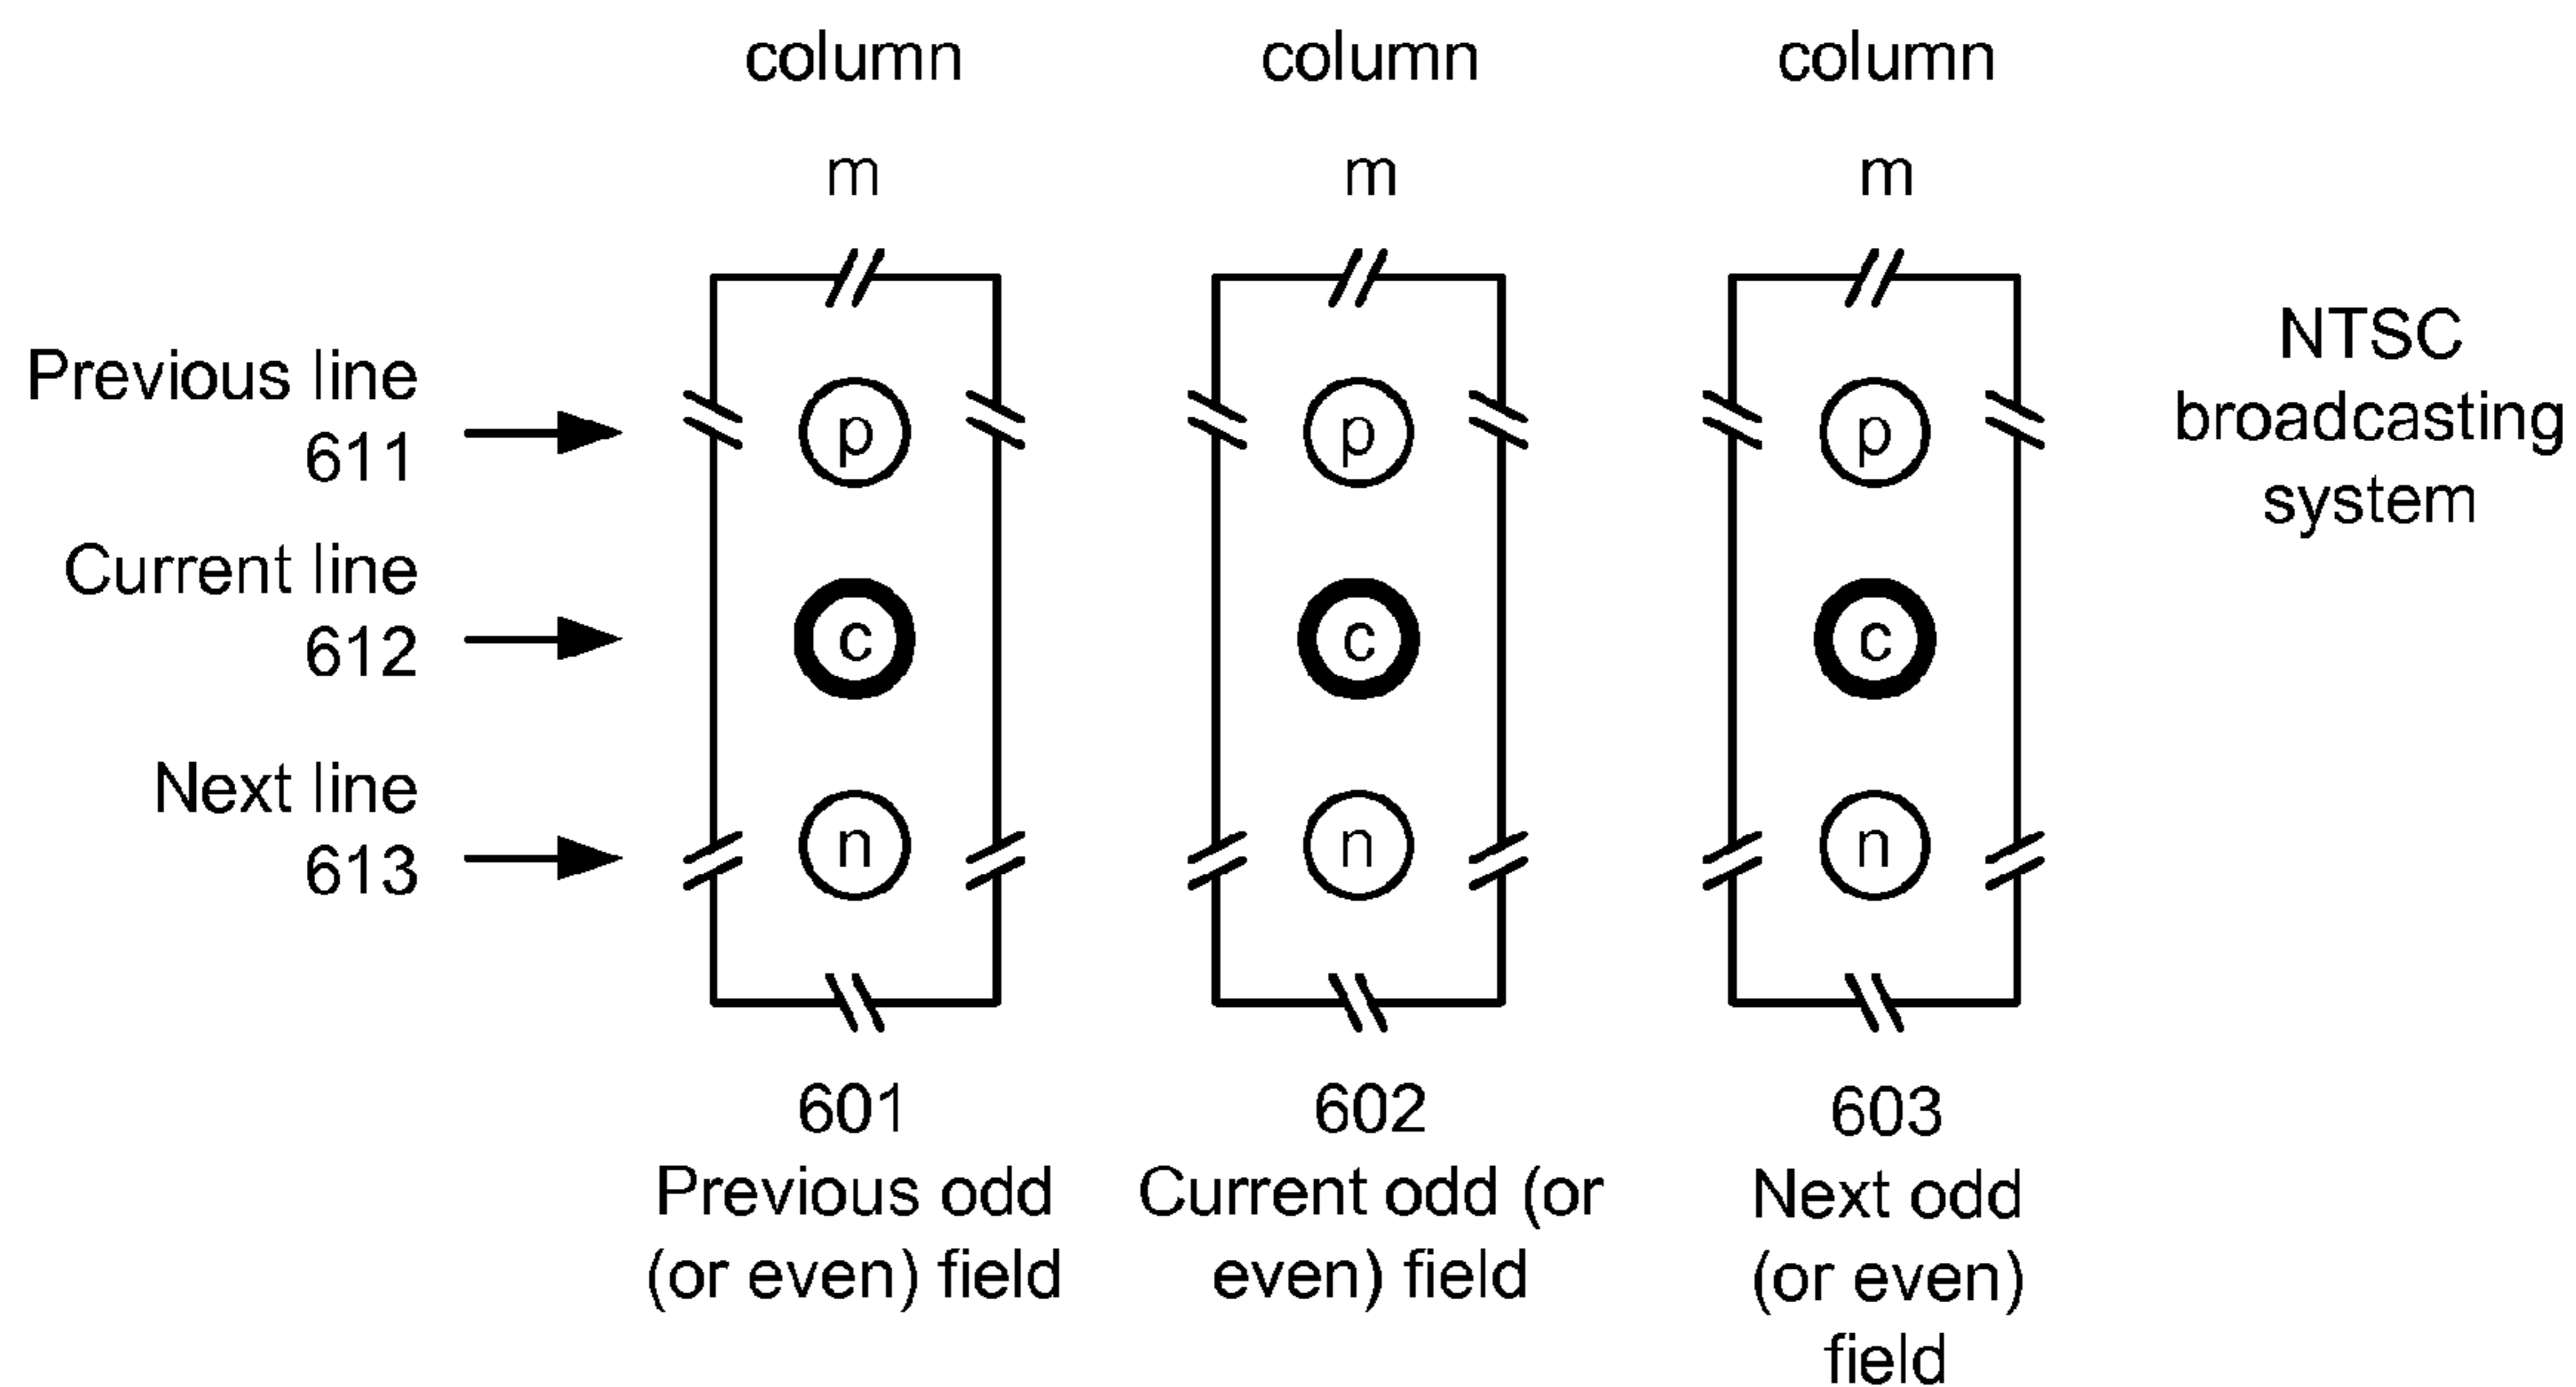 column column column
m m m
NTSC
broadcasting
system
Previous line
611
p p p
Current line
612
c c c
Next line
613
n n n
601
Previous odd
(or even) field
602
Current odd (or
even) field
603
Next odd
(or even)
field